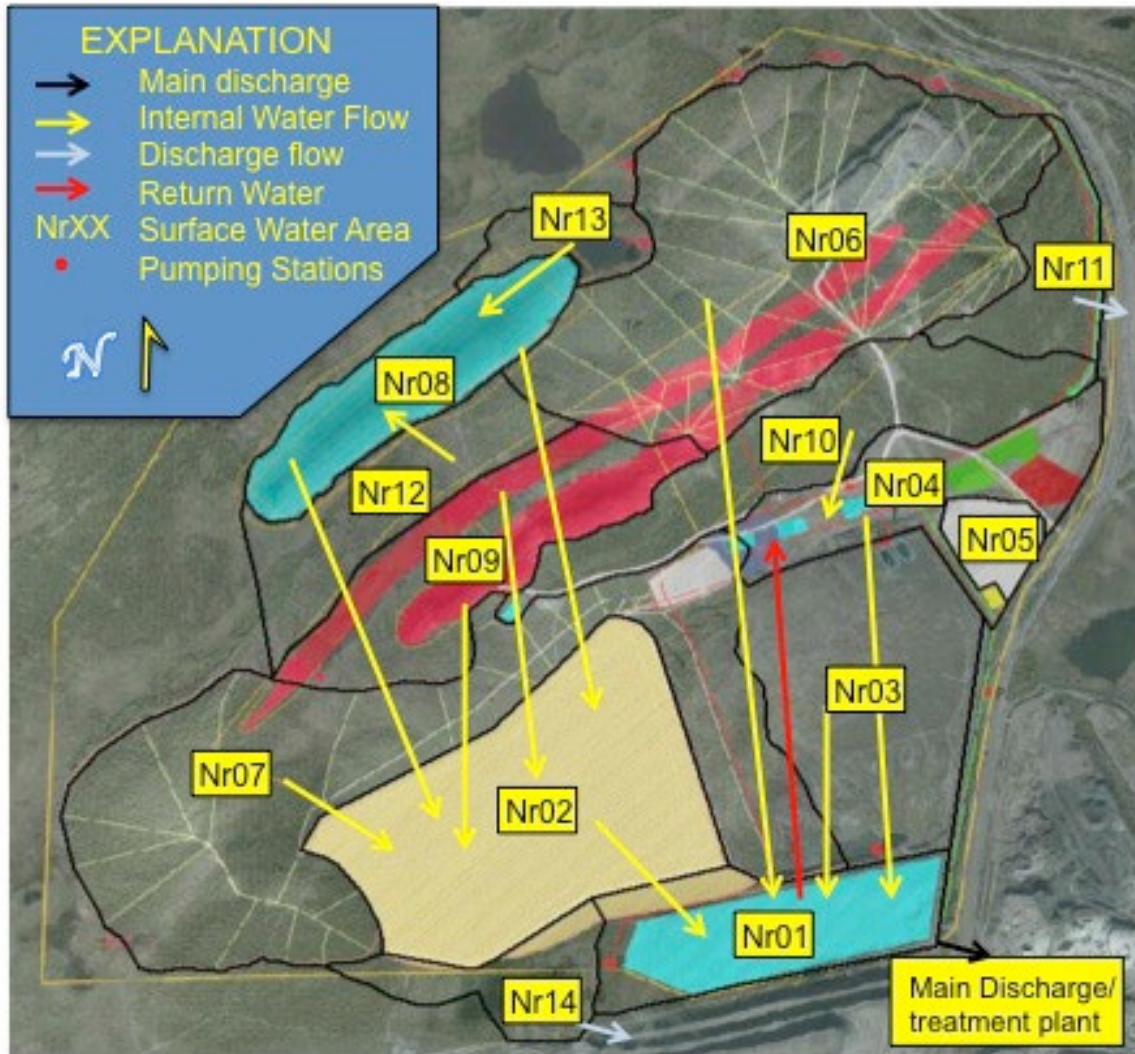 EXPLANATION
Main discharge
Internal Water Flow
Discharge flow
Return Water
NrXX Surface Water Area
Pumping Stations
N
Nr13
Nr06
Nr11
Nr08
Nr10
Nr12
Nr04
Nr05
Nr09
Nr03
Nr07
Nr02
Nr01
Nr14
Main Discharge/
treatment plant